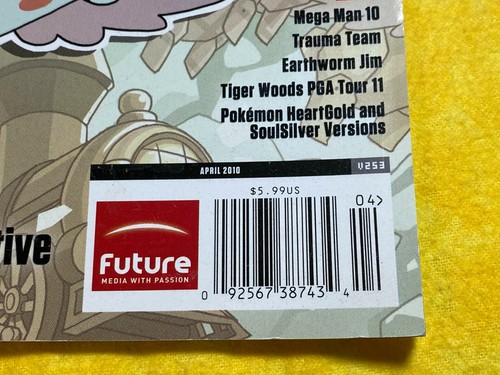 Mega Man 10
Trauma Team
Earthworm Jim
Tiger Woods PGA Tour 11
Pokémon HeartGold and
SoulSilver Versions
APRIL 2010 V253
$5.99US
04>
tive
Future
MEDIA WITH PASSION
0 92567 38743 4